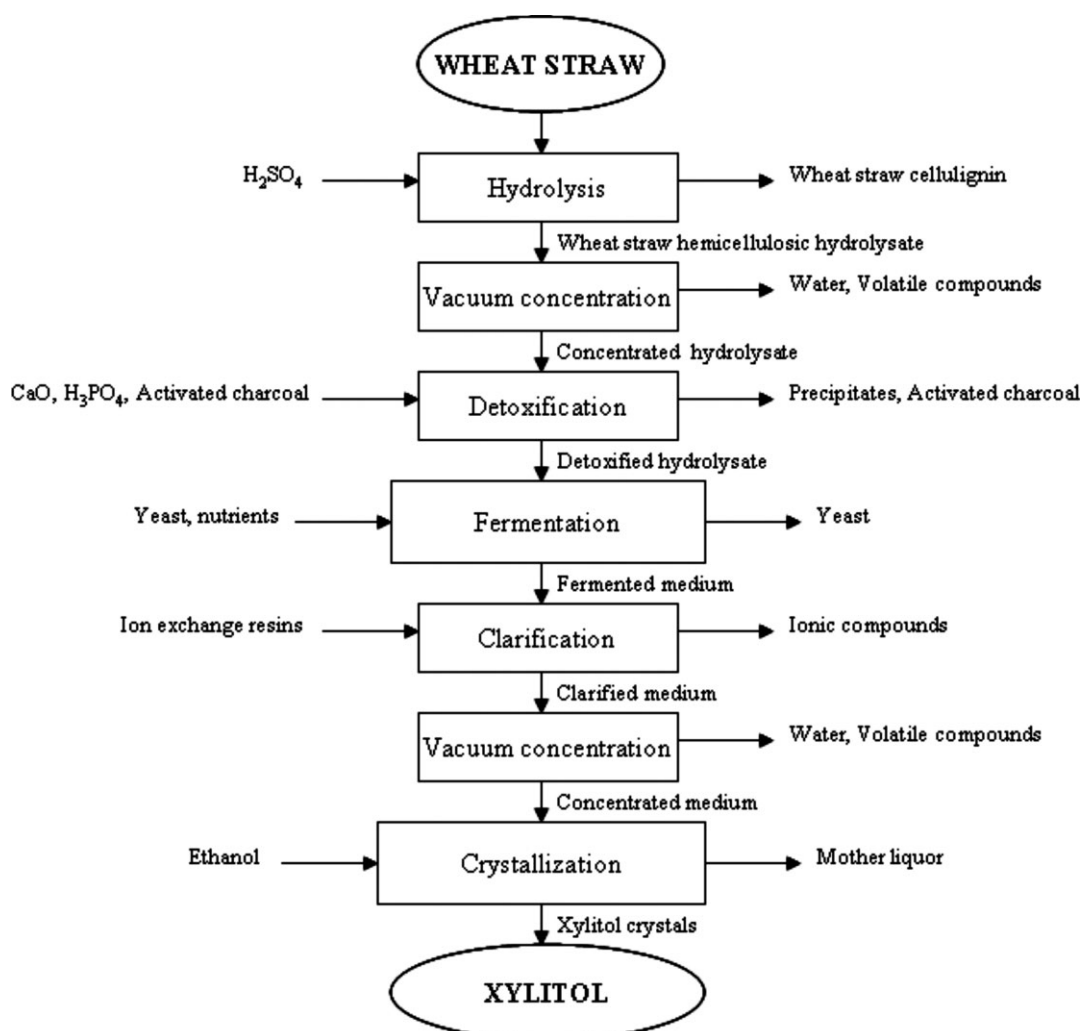 WHEAT STRAW
H₂SO₄
Hydrolysis
Wheat straw cellulignin
Wheat straw hemicellulosic hydrolysate
Vacuum concentration
Water, Volatile compounds
Concentrated hydrolysate
CaO, H₃PO₄, Activated charcoal
Detoxification
Precipitates, Activated charcoal
Detoxified hydrolysate
Yeast, nutrients
Fermentation
Yeast
Fermented medium
Ion exchange resins
Clarification
Ionic compounds
Clarified medium
Vacuum concentration
Water, Volatile compounds
Concentrated medium
Ethanol
Crystallization
Mother liquor
Xylitol crystals
XYLITOL